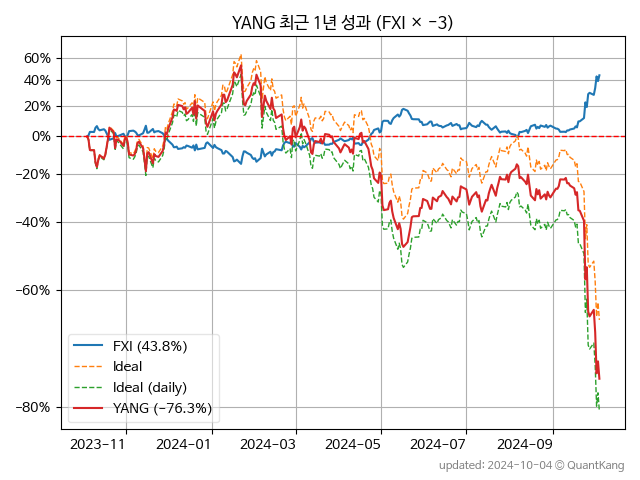 YANG 최근 1년 성과 (FXI × −3)
60%
40%
20%
0%
−20%
−40%
−60%
−80%
FXI (43.8%)
Ideal
Ideal (daily)
YANG (−76.3%)
2023-11
2024-01
2024-03
2024-05
2024-07
2024-09
updated: 2024-10-04 ⓒ QuantKang